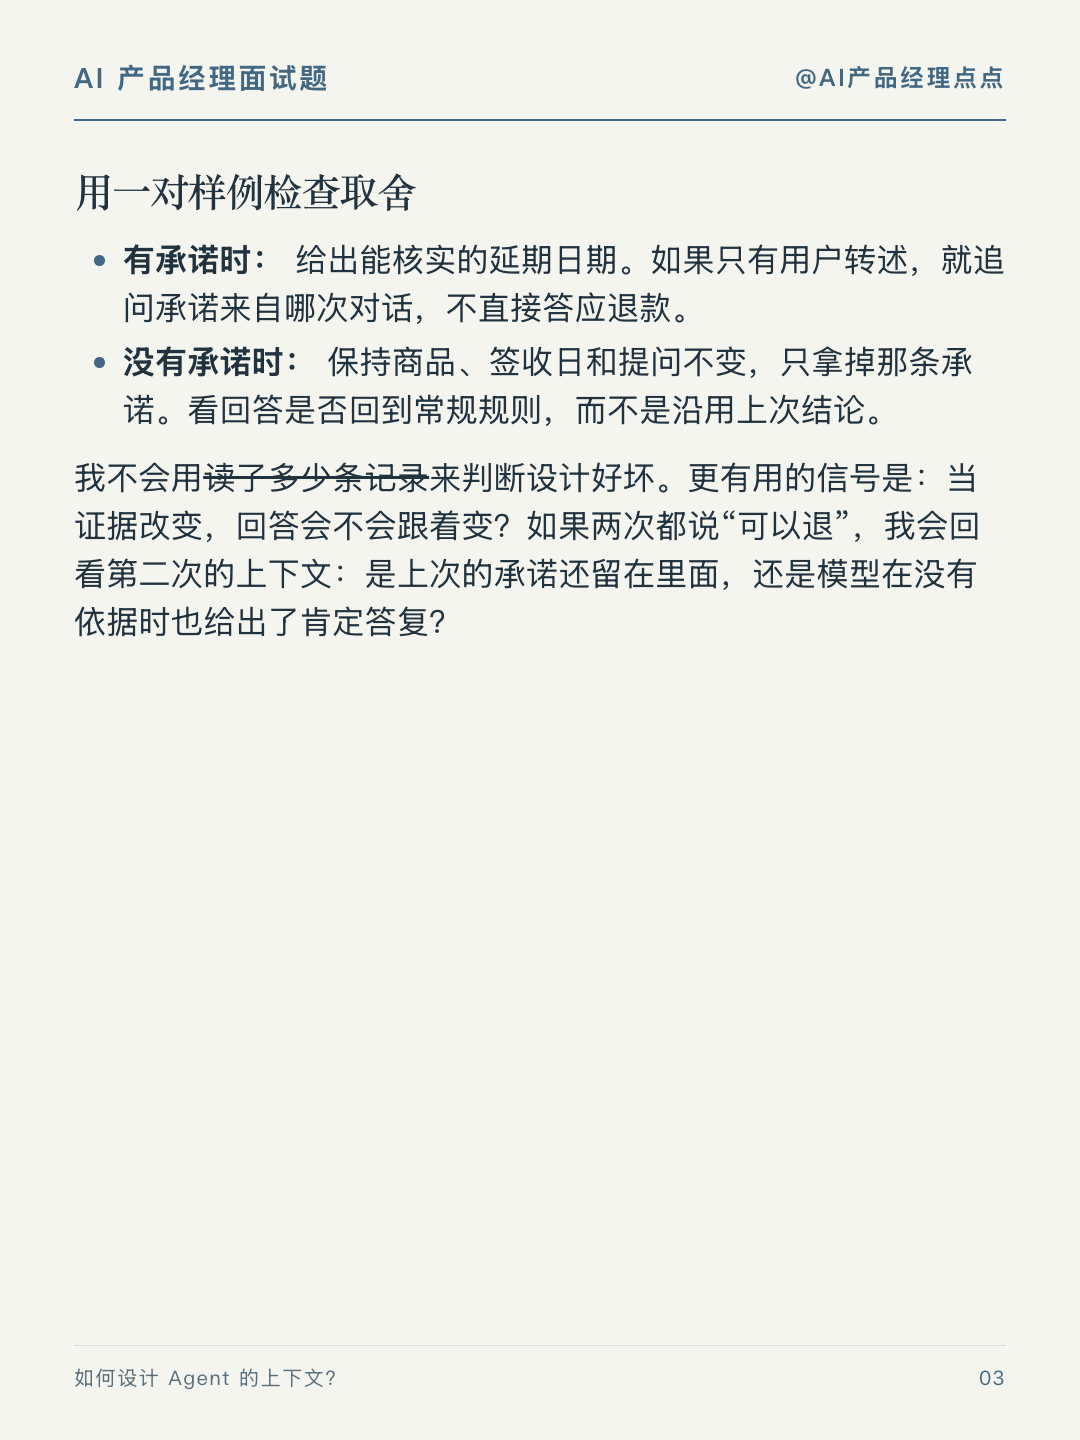 AI 产品经理面试题
@AI产品经理点点
用一对样例检查取舍
有承诺时： 给出能核实的延期日期。如果只有用户转述，就追
问承诺来自哪次对话，不直接答应退款。
没有承诺时： 保持商品、签收日和提问不变，只拿掉那条承
诺。看回答是否回到常规规则，而不是沿用上次结论。
我不会用读了多少条记录来判断设计好坏。更有用的信号是：当
证据改变，回答会不会跟着变？如果两次都说“可以退”，我会回
看第二次的上下文：是上次的承诺还留在里面，还是模型在没有
依据时也给出了肯定答复？
如何设计 Agent 的上下文？
03